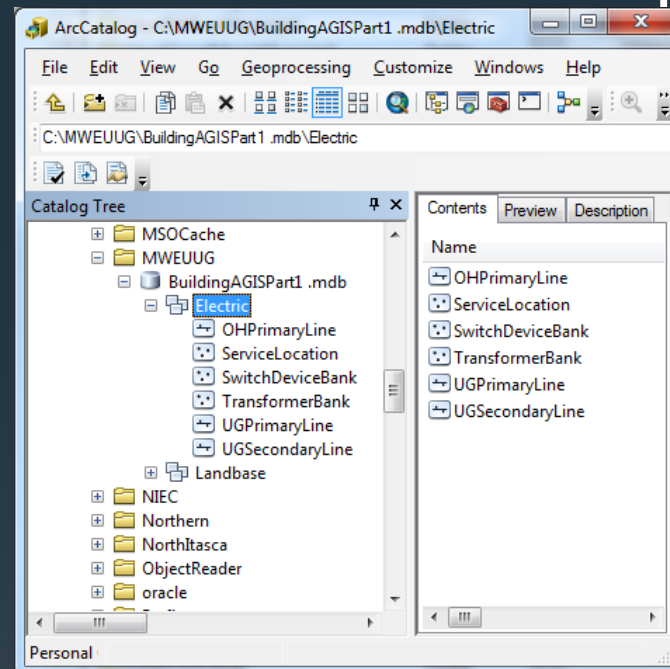 ArcCatalog - C:\MWEUUG\BuildingAGISPart1 .mdb\Electric
File Edit View Go Geoprocessing Customize Windows Help
C:\MWEUUG\BuildingAGISPart1 .mdb\Electric
Catalog Tree
MSOCache
MWEUUG
BuildingAGISPart1 .mdb
Electric
OHPrimaryLine
ServiceLocation
SwitchDeviceBank
TransformerBank
UGPrimaryLine
UGSecondaryLine
Landbase
NIEC
Northern
NorthItasca
ObjectReader
oracle
Contents Preview Description
Name
OHPrimaryLine
ServiceLocation
SwitchDeviceBank
TransformerBank
UGPrimaryLine
UGSecondaryLine
Personal